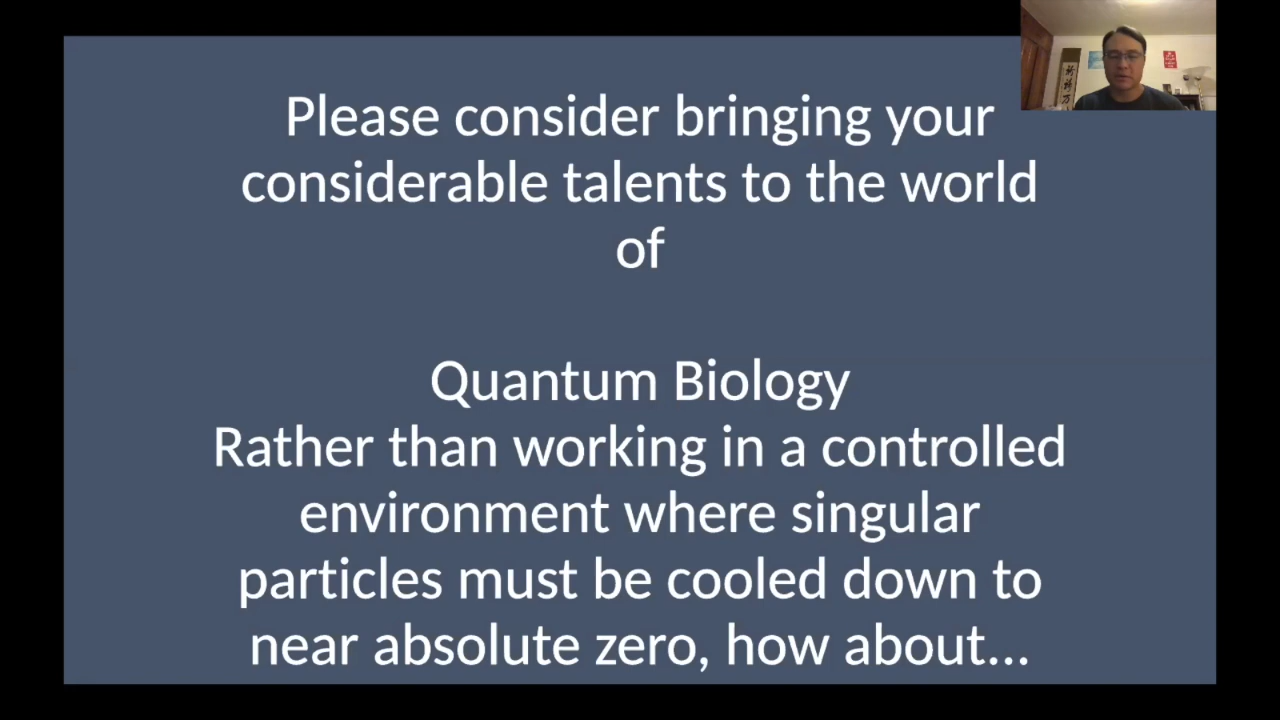 Please consider bringing your
considerable talents to the world
of
Quantum Biology
Rather than working in a controlled
environment where singular
particles must be cooled down to
near absolute zero, how about...